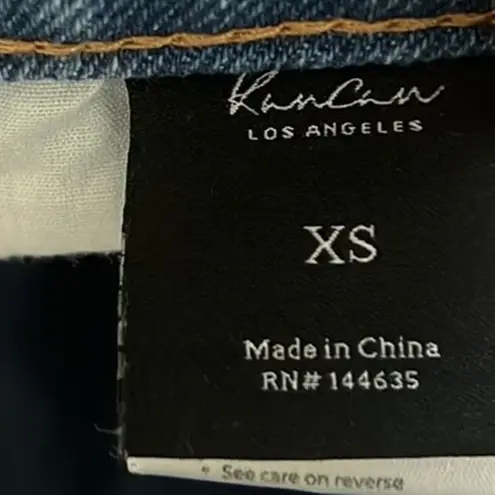 KanCan
LOS ANGELES
XS
Made in China
RN# 144635
• See care on reverse